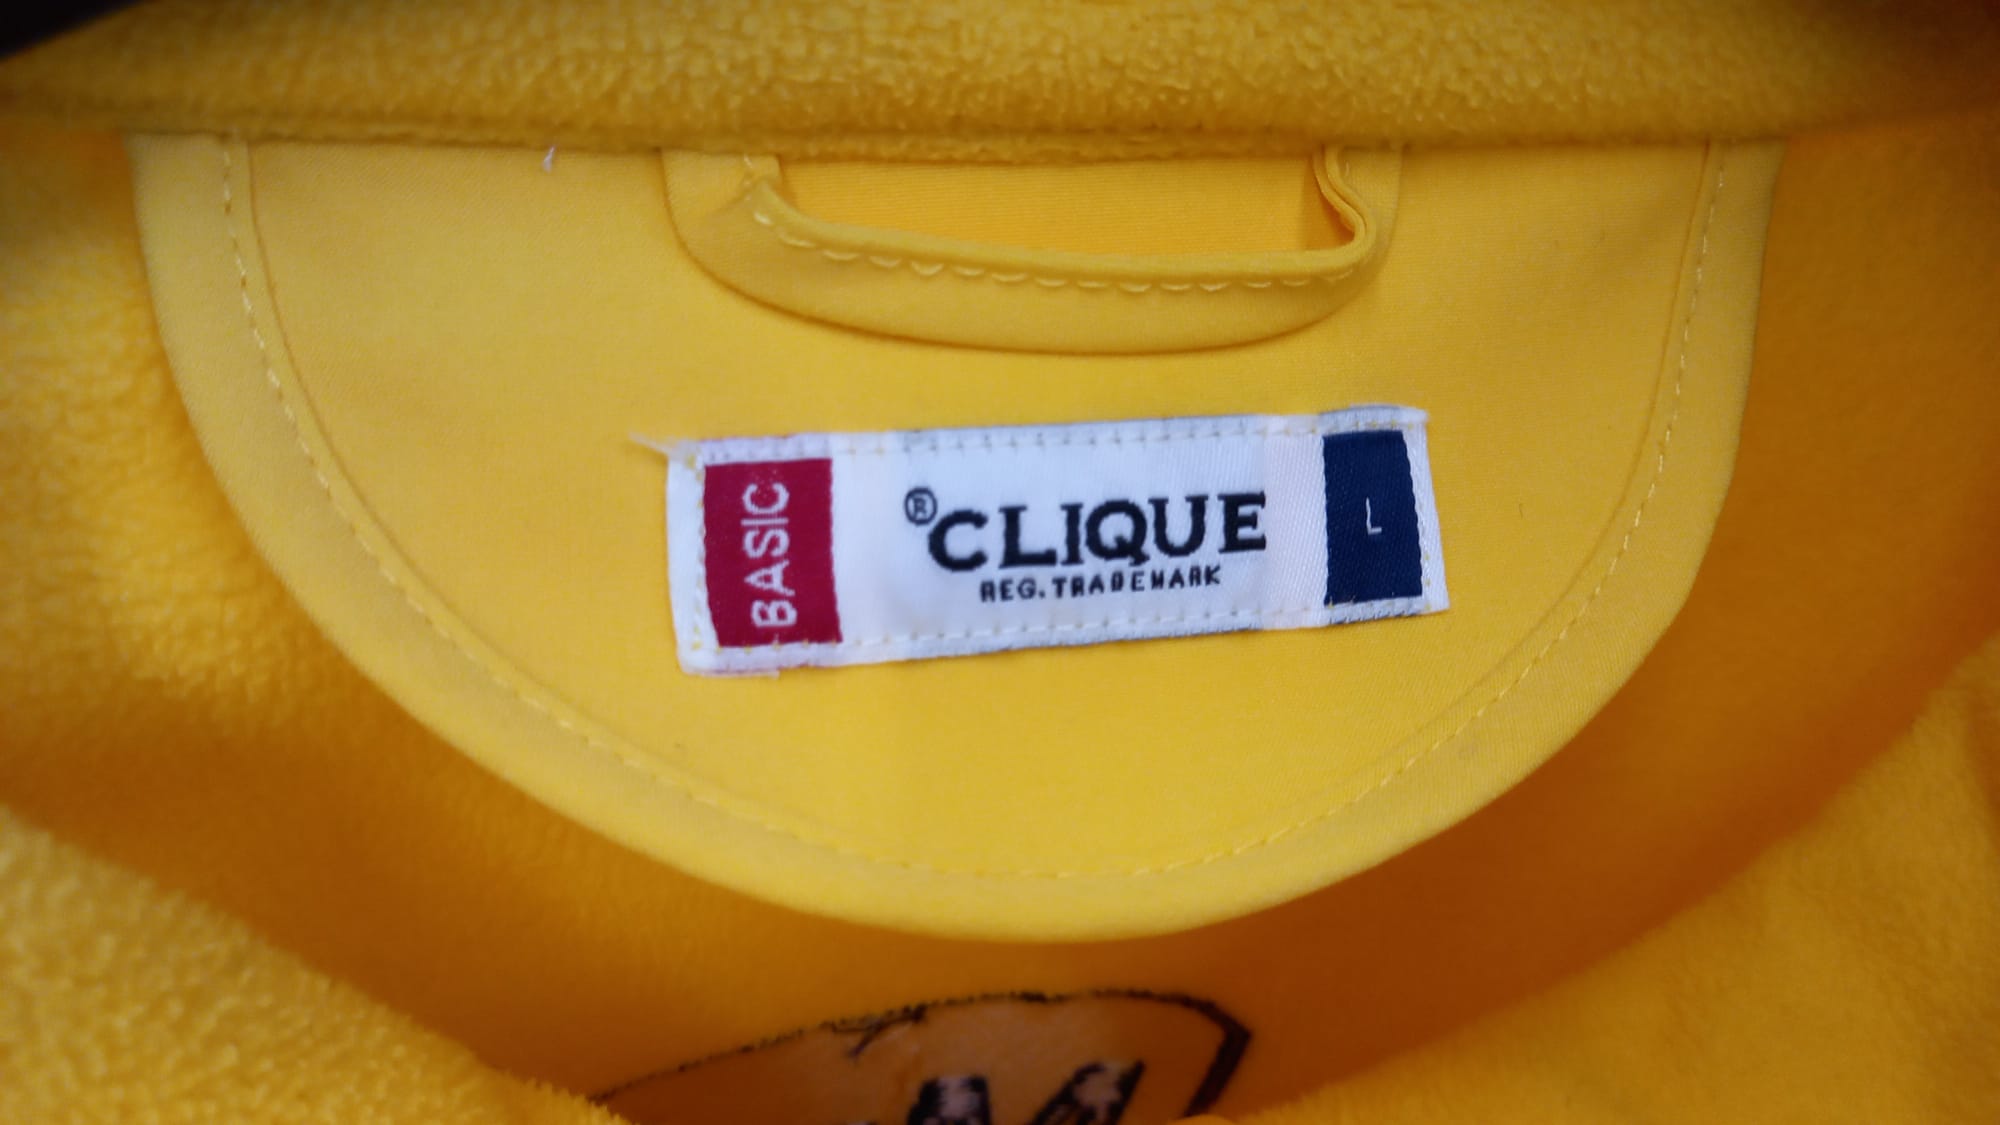 BASIC
®CLIQUE
REG. TRADEMARK
L